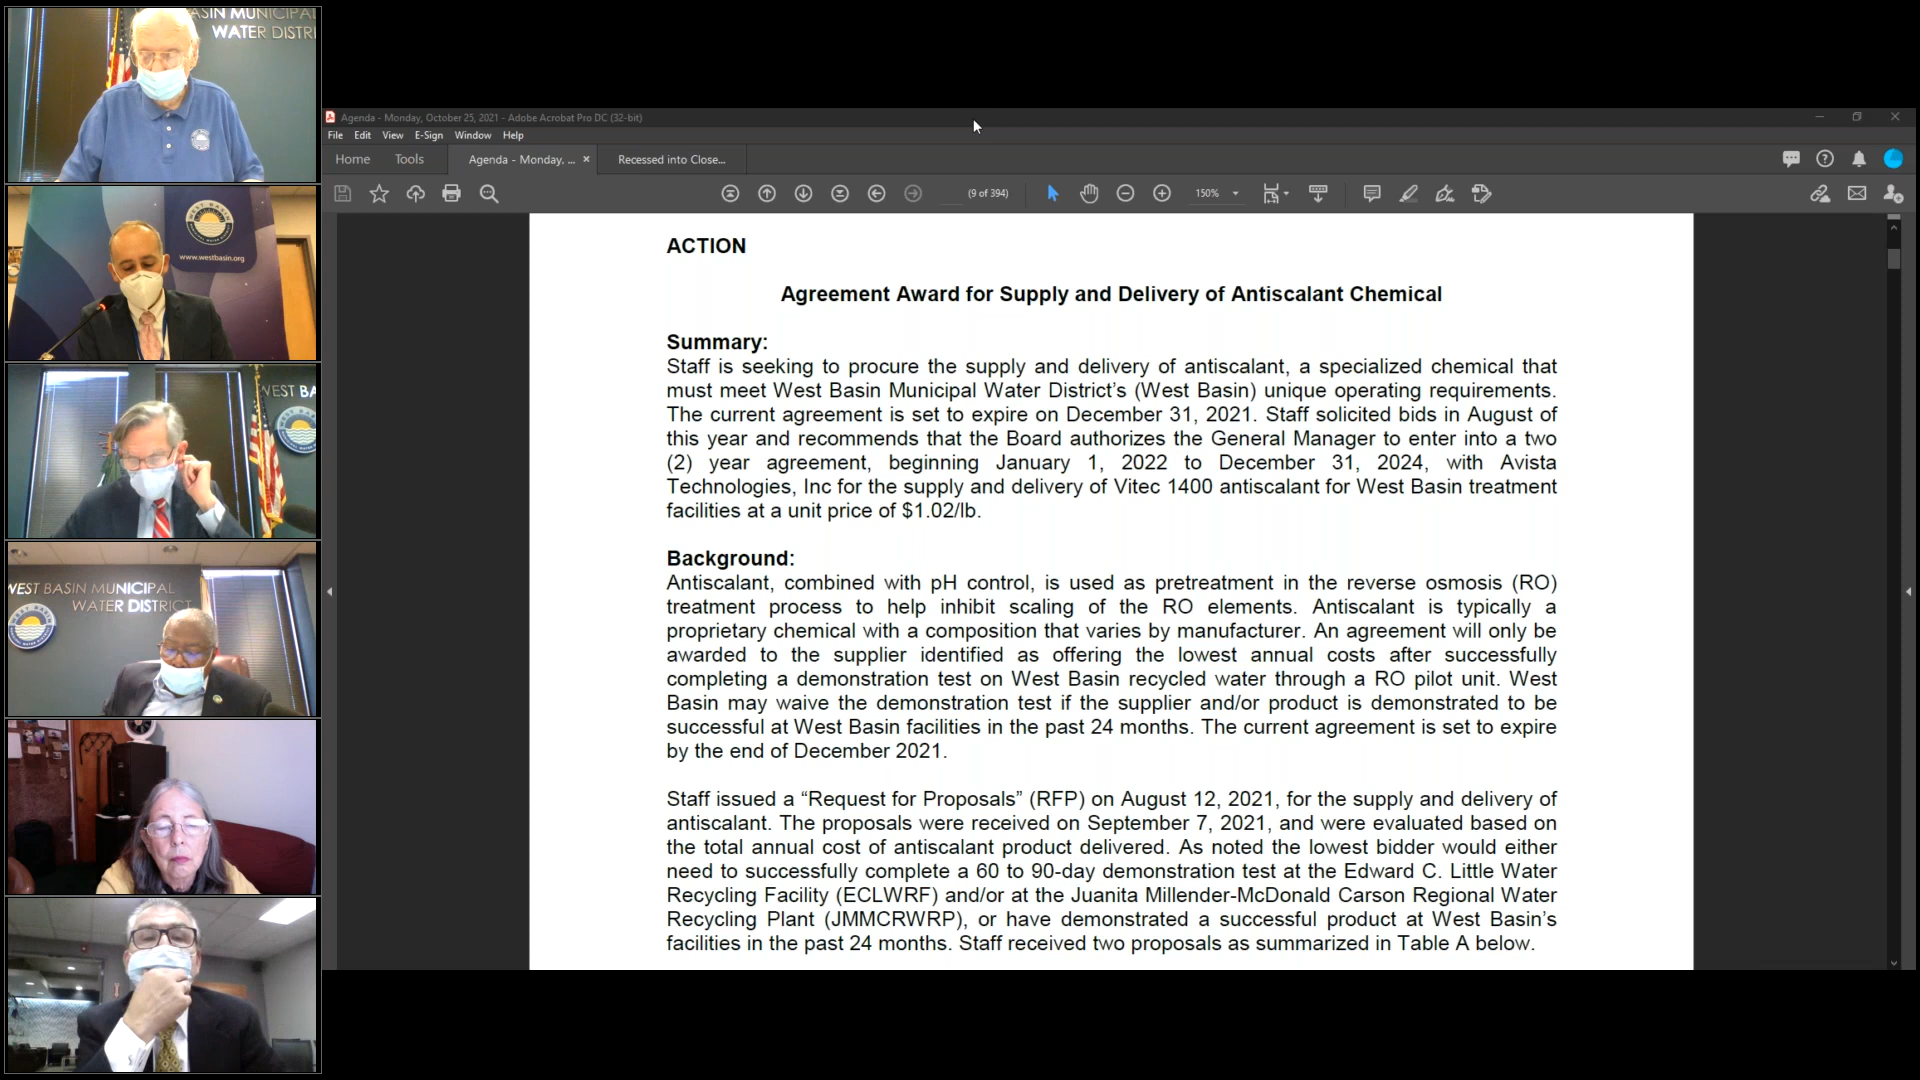 ASIN MUNICIPAL
WATER DISTRI
WEST BASIN
www.westbasin.org
WEST BA
WEST BASIN MUNICIPAL
WATER DISTRICT
Agenda - Monday, October 25, 2021 - Adobe Acrobat Pro DC (32-bit)
File Edit View E-Sign Window Help
Home Tools Agenda - Monday, ... × Recessed into Close...
(9 of 394) 150%
ACTION
Agreement Award for Supply and Delivery of Antiscalant Chemical
Summary:
Staff is seeking to procure the supply and delivery of antiscalant, a specialized chemical that
must meet West Basin Municipal Water District’s (West Basin) unique operating requirements.
The current agreement is set to expire on December 31, 2021. Staff solicited bids in August of
this year and recommends that the Board authorizes the General Manager to enter into a two
(2) year agreement, beginning January 1, 2022 to December 31, 2024, with Avista
Technologies, Inc for the supply and delivery of Vitec 1400 antiscalant for West Basin treatment
facilities at a unit price of $1.02/lb.
Background:
Antiscalant, combined with pH control, is used as pretreatment in the reverse osmosis (RO)
treatment process to help inhibit scaling of the RO elements. Antiscalant is typically a
proprietary chemical with a composition that varies by manufacturer. An agreement will only be
awarded to the supplier identified as offering the lowest annual costs after successfully
completing a demonstration test on West Basin recycled water through a RO pilot unit. West
Basin may waive the demonstration test if the supplier and/or product is demonstrated to be
successful at West Basin facilities in the past 24 months. The current agreement is set to expire
by the end of December 2021.
Staff issued a “Request for Proposals” (RFP) on August 12, 2021, for the supply and delivery of
antiscalant. The proposals were received on September 7, 2021, and were evaluated based on
the total annual cost of antiscalant product delivered. As noted the lowest bidder would either
need to successfully complete a 60 to 90-day demonstration test at the Edward C. Little Water
Recycling Facility (ECLWRF) and/or at the Juanita Millender-McDonald Carson Regional Water
Recycling Plant (JMMCRWRP), or have demonstrated a successful product at West Basin’s
facilities in the past 24 months. Staff received two proposals as summarized in Table A below.